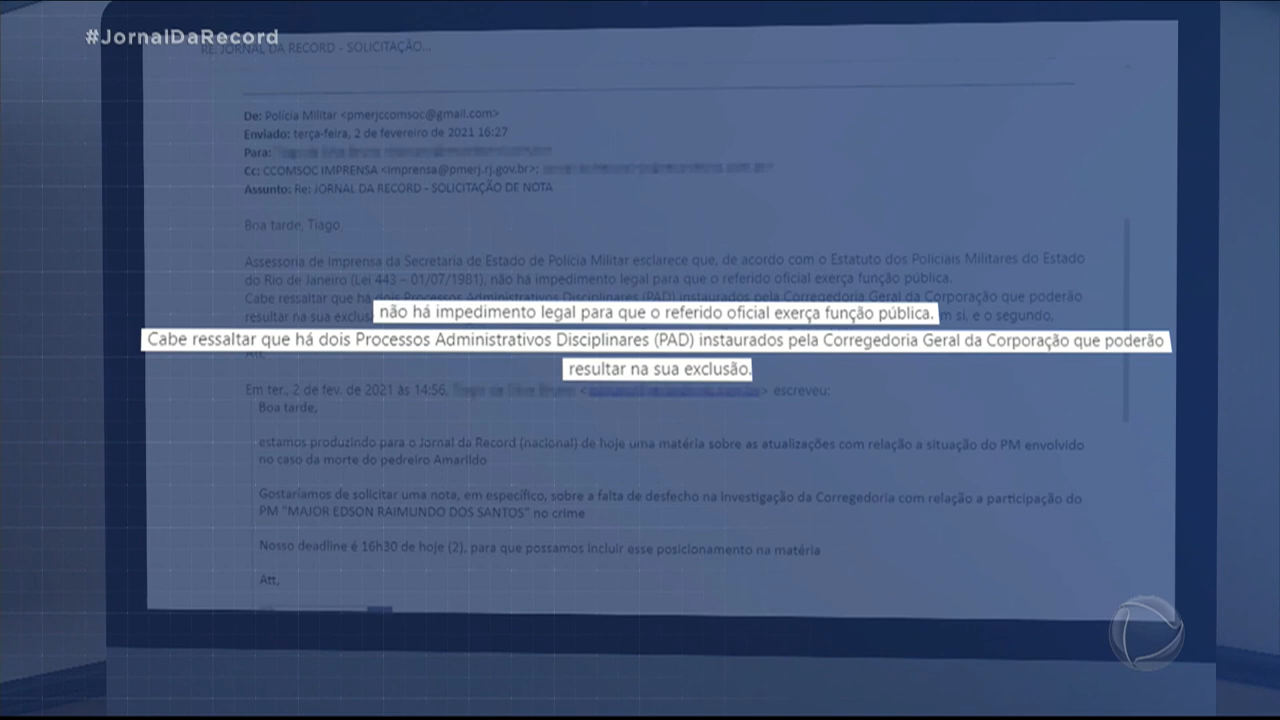 #JornalDaRecord
RE: JORNAL DA RECORD - SOLICITAÇÃO...
De: Polícia Militar <pmerjccomsoc@gmail.com>
Enviado: terça-feira, 2 de fevereiro de 2021 16:27
Para:
Cc: CCOMSOC IMPRENSA <imprensa@pmerj.rj.gov.br>;
Assunto: Re: JORNAL DA RECORD - SOLICITAÇÃO DE NOTA
Boa tarde, Tiago
Assessoria de Imprensa da Secretaria de Estado de Polícia Militar esclarece que, de acordo com o Estatuto dos Policiais Militares do Estado
do Rio de Janeiro (Lei 443 – 01/07/1981), não há impedimento legal para que o referido oficial exerça função pública.
Cabe ressaltar que há dois Processos Administrativos Disciplinares (PAD) instaurados pela Corregedoria Geral da Corporação que poderão
resultar na sua si, e o segundo,
não há impedimento legal para que o referido oficial exerça função pública.
Cabe ressaltar que há dois Processos Administrativos Disciplinares (PAD) instaurados pela Corregedoria Geral da Corporação que poderão
resultar na sua exclusão.
Em ter., 2 de fev. de 2021 às 14:56, escreveu:
Boa tarde,
estamos produzindo para o Jornal da Record (nacional) de hoje uma matéria sobre as atualizações com relação a situação do PM envolvido
no caso da morte do pedreiro Amarildo
Gostaríamos de solicitar uma nota, em específico, sobre a falta de desfecho na investigação da Corregedoria com relação a participação do
PM "MAJOR EDSON RAIMUNDO DOS SANTOS" no crime
Nosso deadline é 16h30 de hoje (2), para que possamos incluir esse posicionamento na matéria
Att,